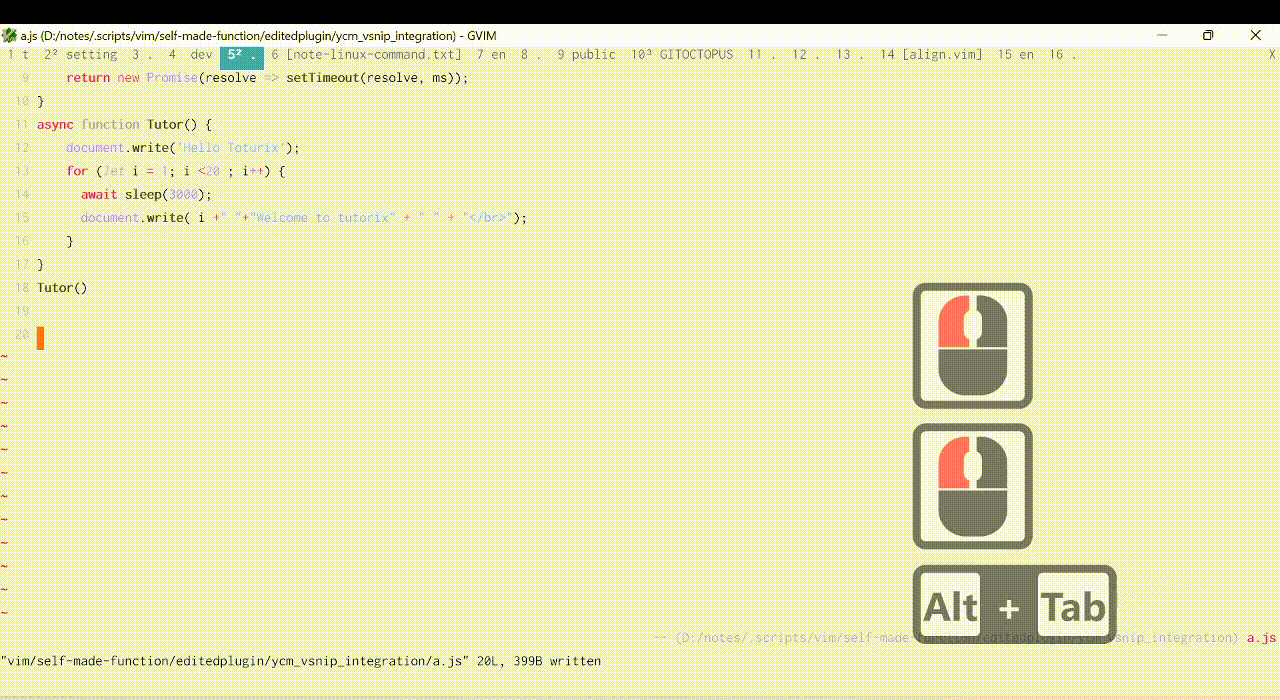 a.js (D:/notes/.scripts/vim/self-made-function/editedplugin/ycm_vsnip_integration) - GVIM
1 t 2² setting 3 . 4 dev 5² . 6 [note-linux-command.txt] 7 en 8 . 9 public 10³ GITOCTOPUS 11 . 12 . 13 . 14 [align.vim] 15 en 16 . X
9 return new Promise(resolve => setTimeout(resolve, ms));
10 }
11 async function Tutor() {
12 document.write('Hello Toturix');
13 for (let i = 1; i <20 ; i++) {
14 await sleep(3000);
15 document.write( i +" "+"Welcome to tutorix" + " " + "</br>");
16 }
17 }
18 Tutor()
19
20
~
~
~
~
~
~
~
~
~
~
~
~
Alt + Tab
-- (D:/notes/.scripts/vim/self-made-function/editedplugin/ycm_vsnip_integration) a.js
"vim/self-made-function/editedplugin/ycm_vsnip_integration/a.js" 20L, 399B written